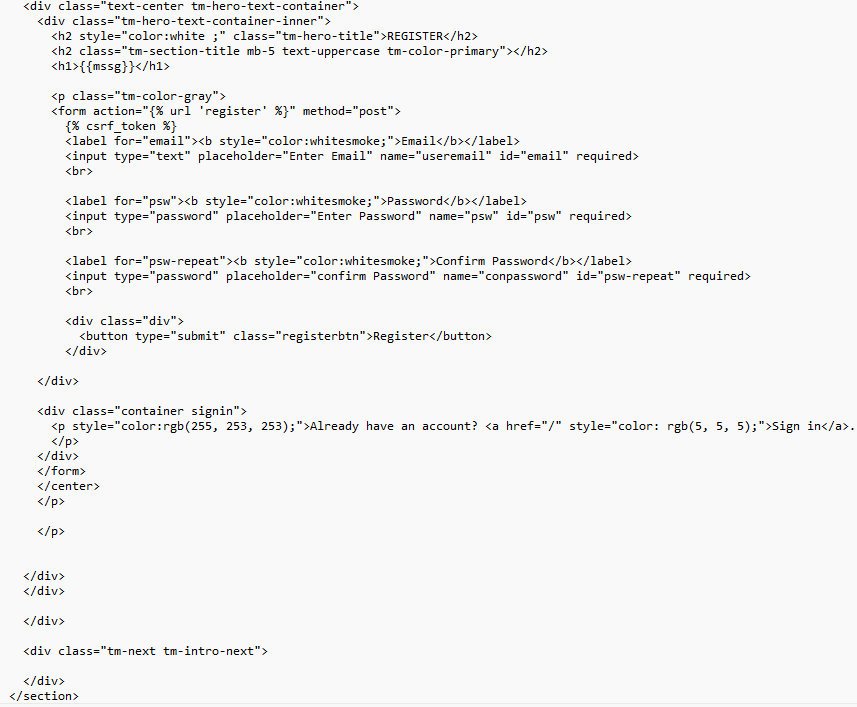 <div class="text-center tm-hero-text-container">
<div class="tm-hero-text-container-inner">
<h2 style="color:white ;" class="tm-hero-title">REGISTER</h2>
<h2 class="tm-section-title mb-5 text-uppercase tm-color-primary"></h2>
<h1>{{mssg}}</h1>
<p class="tm-color-gray">
<form action="{% url 'register' %}" method="post">
{% csrf_token %}
<label for="email"><b style="color:whitesmoke;">Email</b></label>
<input type="text" placeholder="Enter Email" name="useremail" id="email" required>
<br>
<label for="psw"><b style="color:whitesmoke;">Password</b></label>
<input type="password" placeholder="Enter Password" name="psw" id="psw" required>
<br>
<label for="psw-repeat"><b style="color:whitesmoke;">Confirm Password</b></label>
<input type="password" placeholder="confirm Password" name="conpassword" id="psw-repeat" required>
<br>
<div class="div">
<button type="submit" class="registerbtn">Register</button>
</div>
</div>
<div class="container signin">
<p style="color:rgb(255, 253, 253);">Already have an account? <a href="/" style="color: rgb(5, 5, 5);">Sign in</a>.
</p>
</div>
</form>
</center>
</p>
</p>
</div>
</div>
</div>
<div class="tm-next tm-intro-next">
</div>
</section>